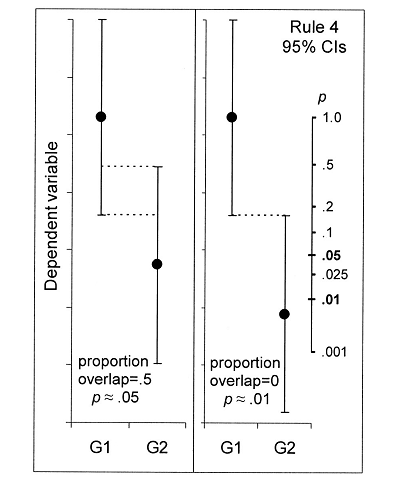 Rule 4
95% CIs
Dependent variable
p
1.0
.5
.2
.1
.05
.025
.01
.001
proportion
overlap=.5
p ≈ .05
proportion
overlap=0
p ≈ .01
G1
G2
G1
G2